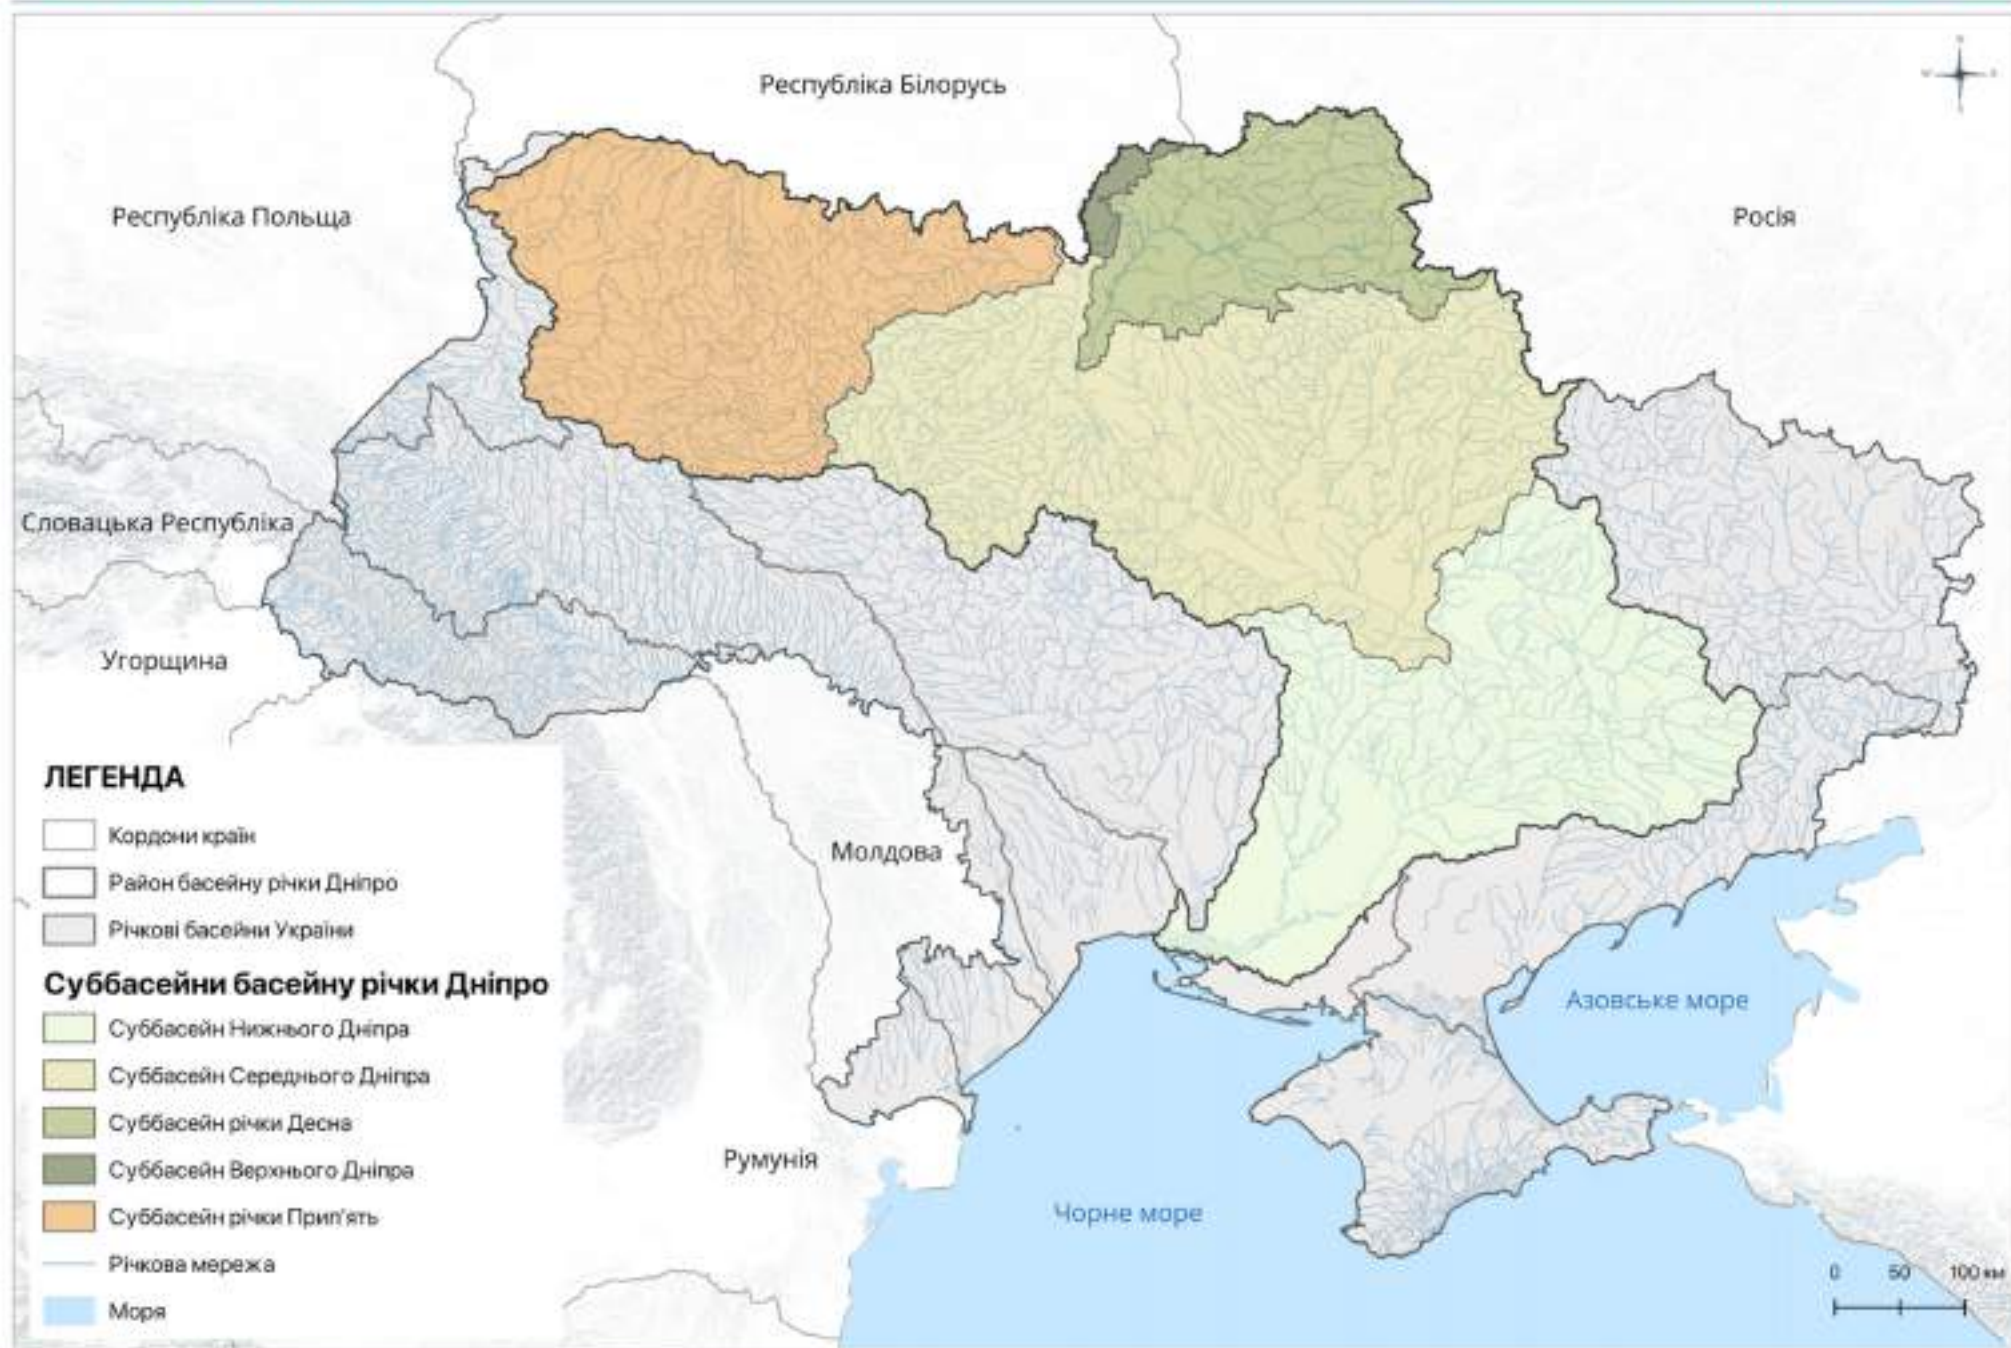 Республіка Білорусь
Республіка Польща
Росія
Словацька Республіка
Угорщина
Молдова
Румунія
Азовське море
Чорне море
ЛЕГЕНДА
Кордони країн
Район басейну річки Дніпро
Річкові басейни України
Суббасейни басейну річки Дніпро
Суббасейн Нижнього Дніпра
Суббасейн Середнього Дніпра
Суббасейн річки Десна
Суббасейн Верхнього Дніпра
Суббасейн річки Прип'ять
Річкова мережа
Моря
0 50 100 км